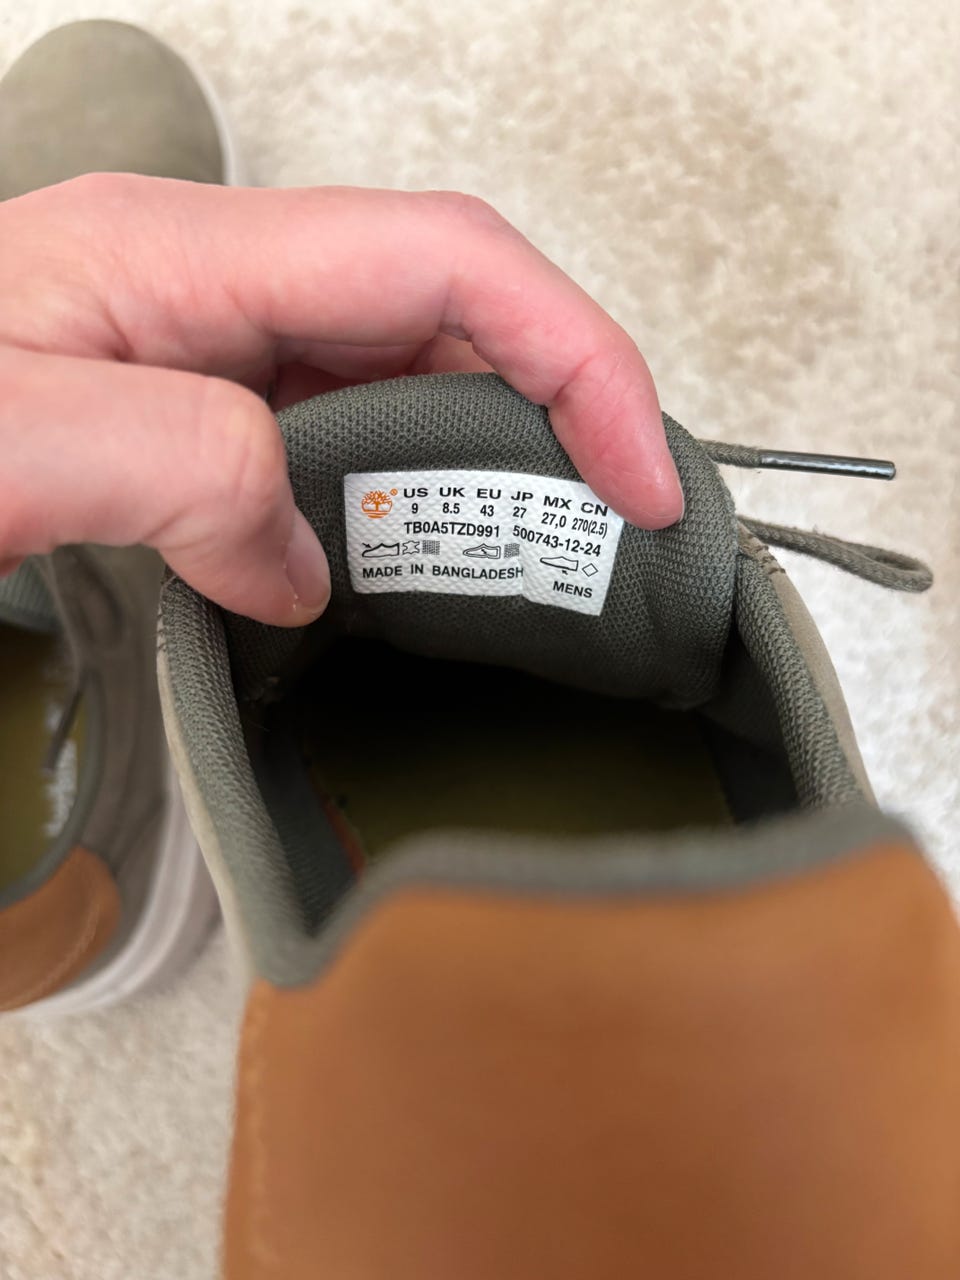 ® US UK EU JP MX CN
9 8.5 43 27 27,0 270(2.5)
TB0A5TZD991 500743-12-24
MADE IN BANGLADESH MENS